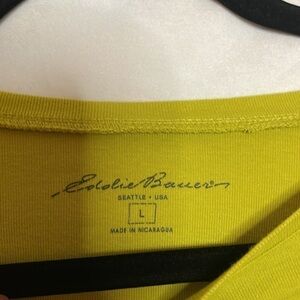 Eddie Bauer
SEATTLE • USA
L
MADE IN NICARAGUA